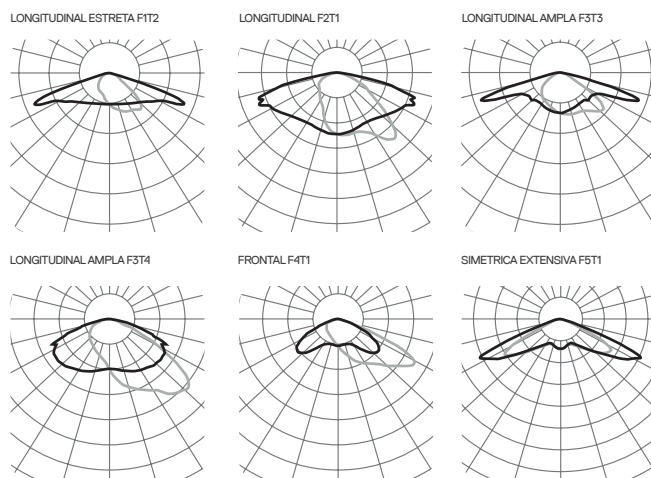 LONGITUDINAL ESTRETA F1T2
LONGITUDINAL F2T1
LONGITUDINAL AMPLA F3T3
LONGITUDINAL AMPLA F3T4
FRONTAL F4T1
SIMETRICA EXTENSIVA F5T1